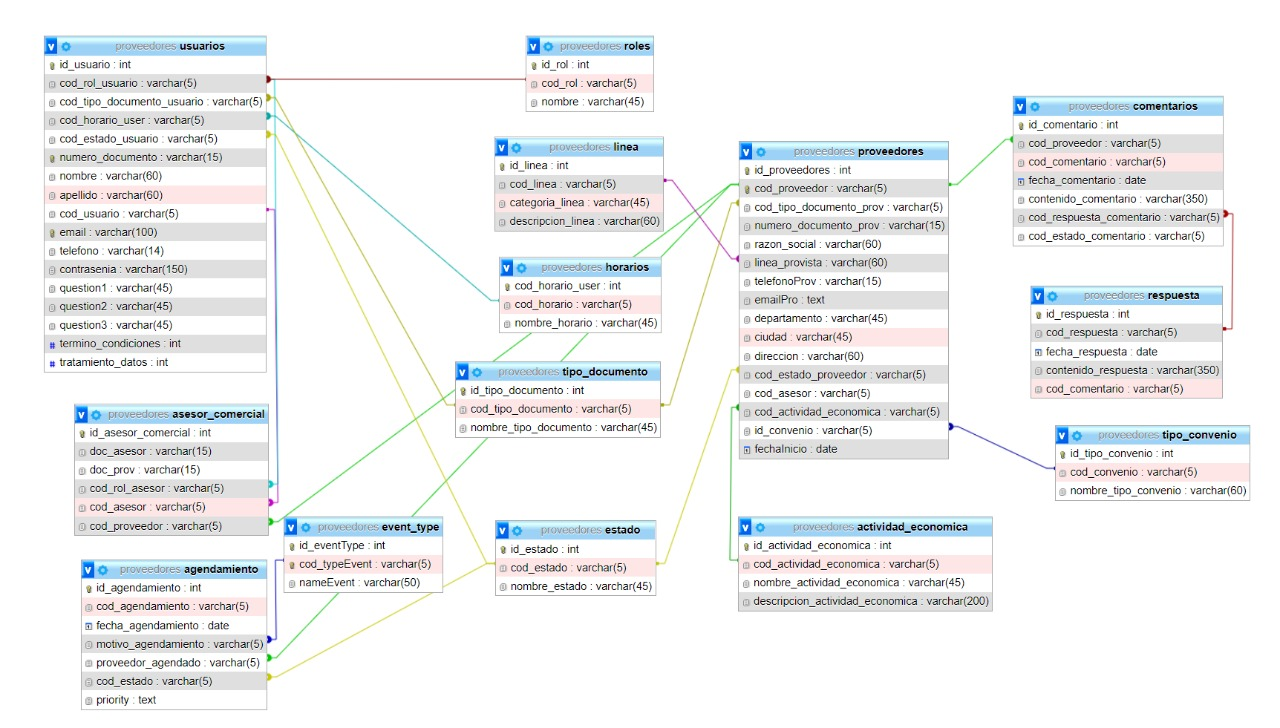 proveedores usuarios
id_usuario : int
cod_rol_usuario : varchar(5)
cod_tipo_documento_usuario : varchar(5)
cod_horario_user : varchar(5)
cod_estado_usuario : varchar(5)
numero_documento : varchar(15)
nombre : varchar(60)
apellido : varchar(60)
cod_usuario : varchar(5)
email : varchar(100)
telefono : varchar(14)
contrasenia : varchar(150)
question1 : varchar(45)
question2 : varchar(45)
question3 : varchar(45)
termino_condiciones : int
tratamiento_datos : int
proveedores asesor_comercial
id_asesor_comercial : int
doc_asesor : varchar(15)
doc_prov : varchar(15)
cod_rol_asesor : varchar(5)
cod_asesor : varchar(5)
cod_proveedor : varchar(5)
proveedores agendamiento
id_agendamiento : int
cod_agendamiento : varchar(5)
fecha_agendamiento : date
motivo_agendamiento : varchar(5)
proveedor_agendado : varchar(5)
cod_estado : varchar(5)
priority : text
proveedores event_type
id_eventType : int
cod_typeEvent : varchar(5)
nameEvent : varchar(50)
proveedores roles
id_rol : int
cod_rol : varchar(5)
nombre : varchar(45)
proveedores linea
id_linea : int
cod_linea : varchar(5)
categoria_linea : varchar(45)
descripcion_linea : varchar(60)
proveedores horarios
cod_horario_user : int
cod_horario : varchar(5)
nombre_horario : varchar(45)
proveedores tipo_documento
id_tipo_documento : int
cod_tipo_documento : varchar(5)
nombre_tipo_documento : varchar(45)
proveedores estado
id_estado : int
cod_estado : varchar(5)
nombre_estado : varchar(45)
proveedores proveedores
id_proveedores : int
cod_proveedor : varchar(5)
cod_tipo_documento_prov : varchar(5)
numero_documento_prov : varchar(15)
razon_social : varchar(60)
linea_provista : varchar(60)
telefonoProv : varchar(15)
emailPro : text
departamento : varchar(45)
ciudad : varchar(45)
direccion : varchar(60)
cod_estado_proveedor : varchar(5)
cod_asesor : varchar(5)
cod_actividad_economica : varchar(5)
id_convenio : varchar(5)
fechaInicio : date
proveedores actividad_economica
id_actividad_economica : int
cod_actividad_economica : varchar(5)
nombre_actividad_economica : varchar(45)
descripcion_actividad_economica : varchar(200)
proveedores comentarios
id_comentario : int
cod_proveedor : varchar(5)
cod_comentario : varchar(5)
fecha_comentario : date
contenido_comentario : varchar(350)
cod_respuesta_comentario : varchar(5)
cod_estado_comentario : varchar(5)
proveedores respuesta
id_respuesta : int
cod_respuesta : varchar(5)
fecha_respuesta : date
contenido_respuesta : varchar(350)
cod_comentario : varchar(5)
proveedores tipo_convenio
id_tipo_convenio : int
cod_convenio : varchar(5)
nombre_tipo_convenio : varchar(60)